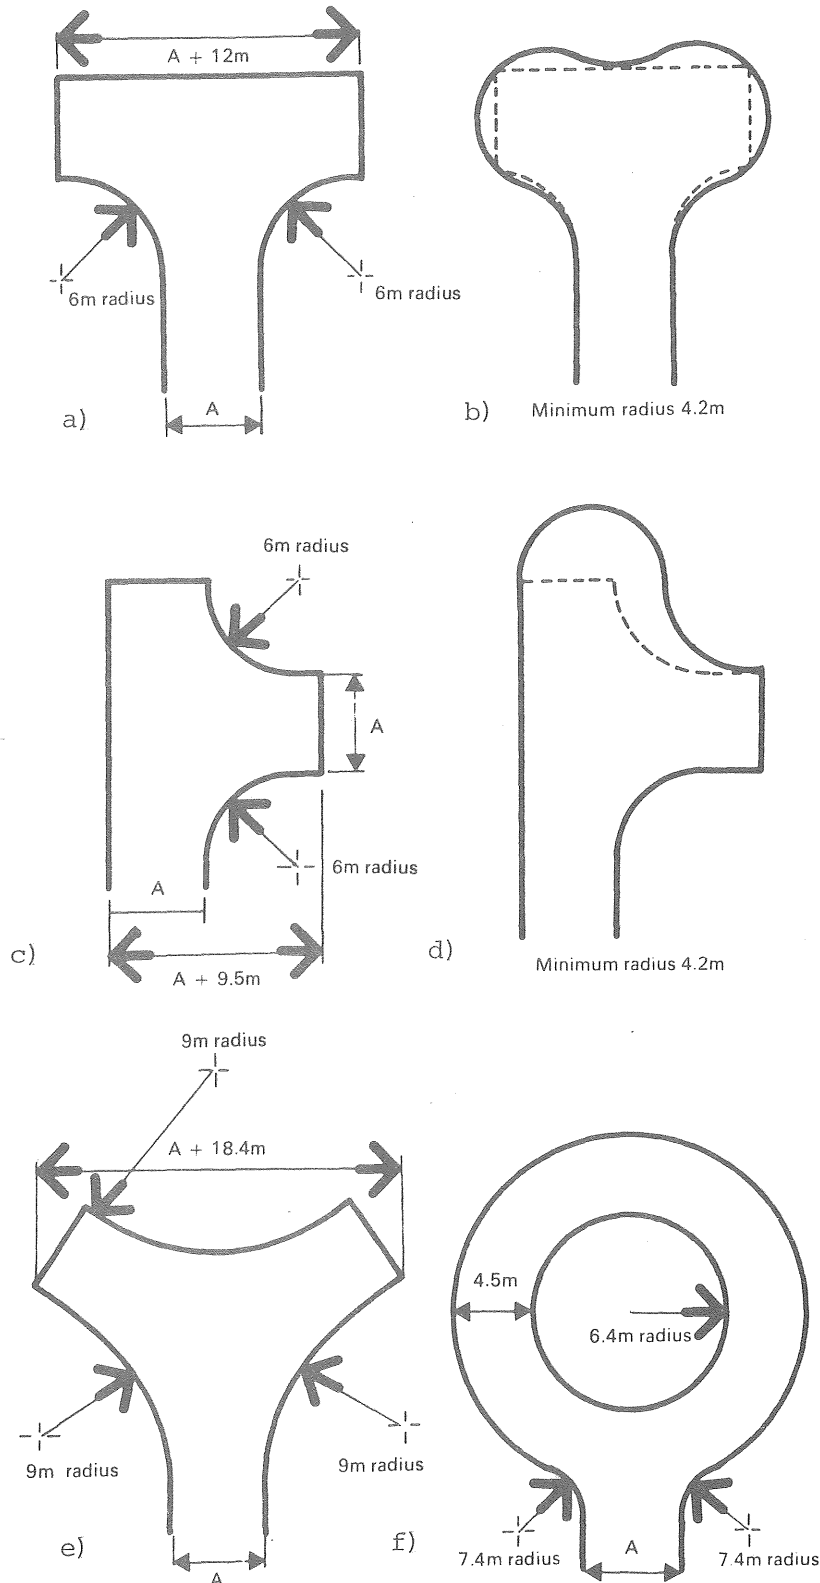 A + 12m
6m radius
6m radius
A
a)
b)
Minimum radius 4.2m
6m radius
A
6m radius
A
A + 9.5m
c)
d)
Minimum radius 4.2m
9m radius
A + 18.4m
9m radius
9m radius
A
e)
4.5m
6.4m radius
7.4m radius
7.4m radius
A
f)